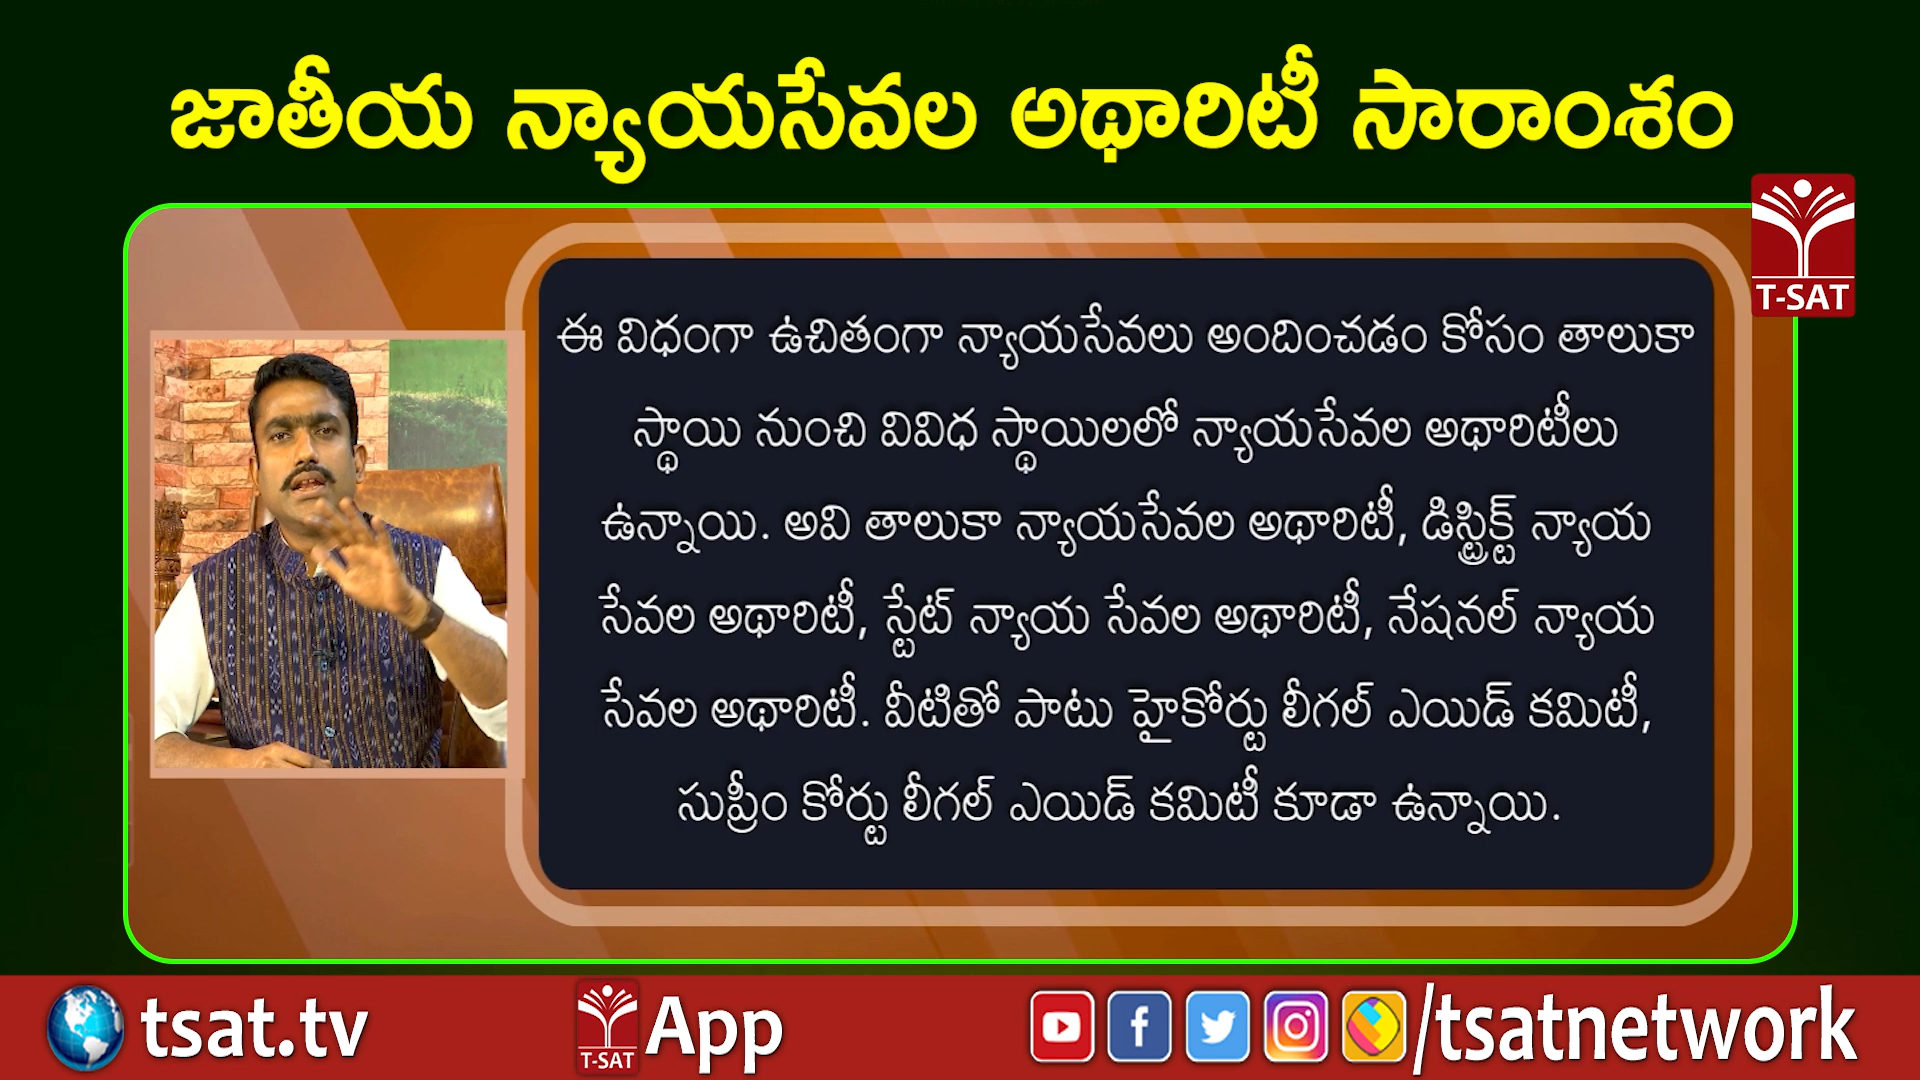 జాతీయ న్యాయసేవల అథారిటీ సారాంశం
T-SAT
ఈ విధంగా ఉచితంగా న్యాయసేవలు అందించడం కోసం తాలుకా
స్థాయి నుంచి వివిధ స్థాయిలలో న్యాయసేవల అథారిటీలు
ఉన్నాయి. అవి తాలుకా న్యాయసేవల అథారిటీ, డిస్ట్రిక్ట్ న్యాయ
సేవల అథారిటీ, స్టేట్ న్యాయ సేవల అథారిటీ, నేషనల్ న్యాయ
సేవల అథారిటీ. వీటితో పాటు హైకోర్టు లీగల్ ఎయిడ్ కమిటీ,
సుప్రీం కోర్టు లీగల్ ఎయిడ్ కమిటీ కూడా ఉన్నాయి.
tsat.tv T-SAT App /tsatnetwork